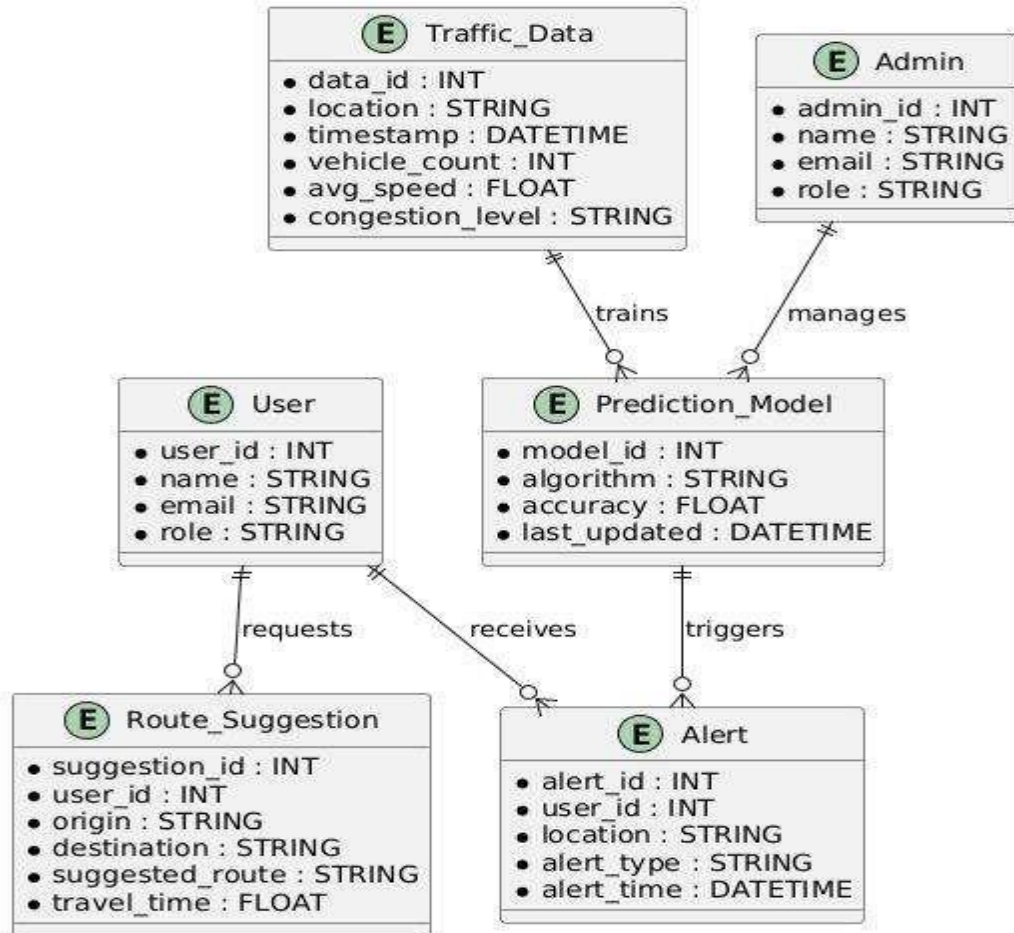 E Traffic_Data
data_id : INT
location : STRING
timestamp : DATETIME
vehicle_count : INT
avg_speed : FLOAT
congestion_level : STRING
E Admin
admin_id : INT
name : STRING
email : STRING
role : STRING
trains
manages
E User
user_id : INT
name : STRING
email : STRING
role : STRING
E Prediction_Model
model_id : INT
algorithm : STRING
accuracy : FLOAT
last_updated : DATETIME
requests
receives
triggers
E Route_Suggestion
suggestion_id : INT
user_id : INT
origin : STRING
destination : STRING
suggested_route : STRING
travel_time : FLOAT
E Alert
alert_id : INT
user_id : INT
location : STRING
alert_type : STRING
alert_time : DATETIME